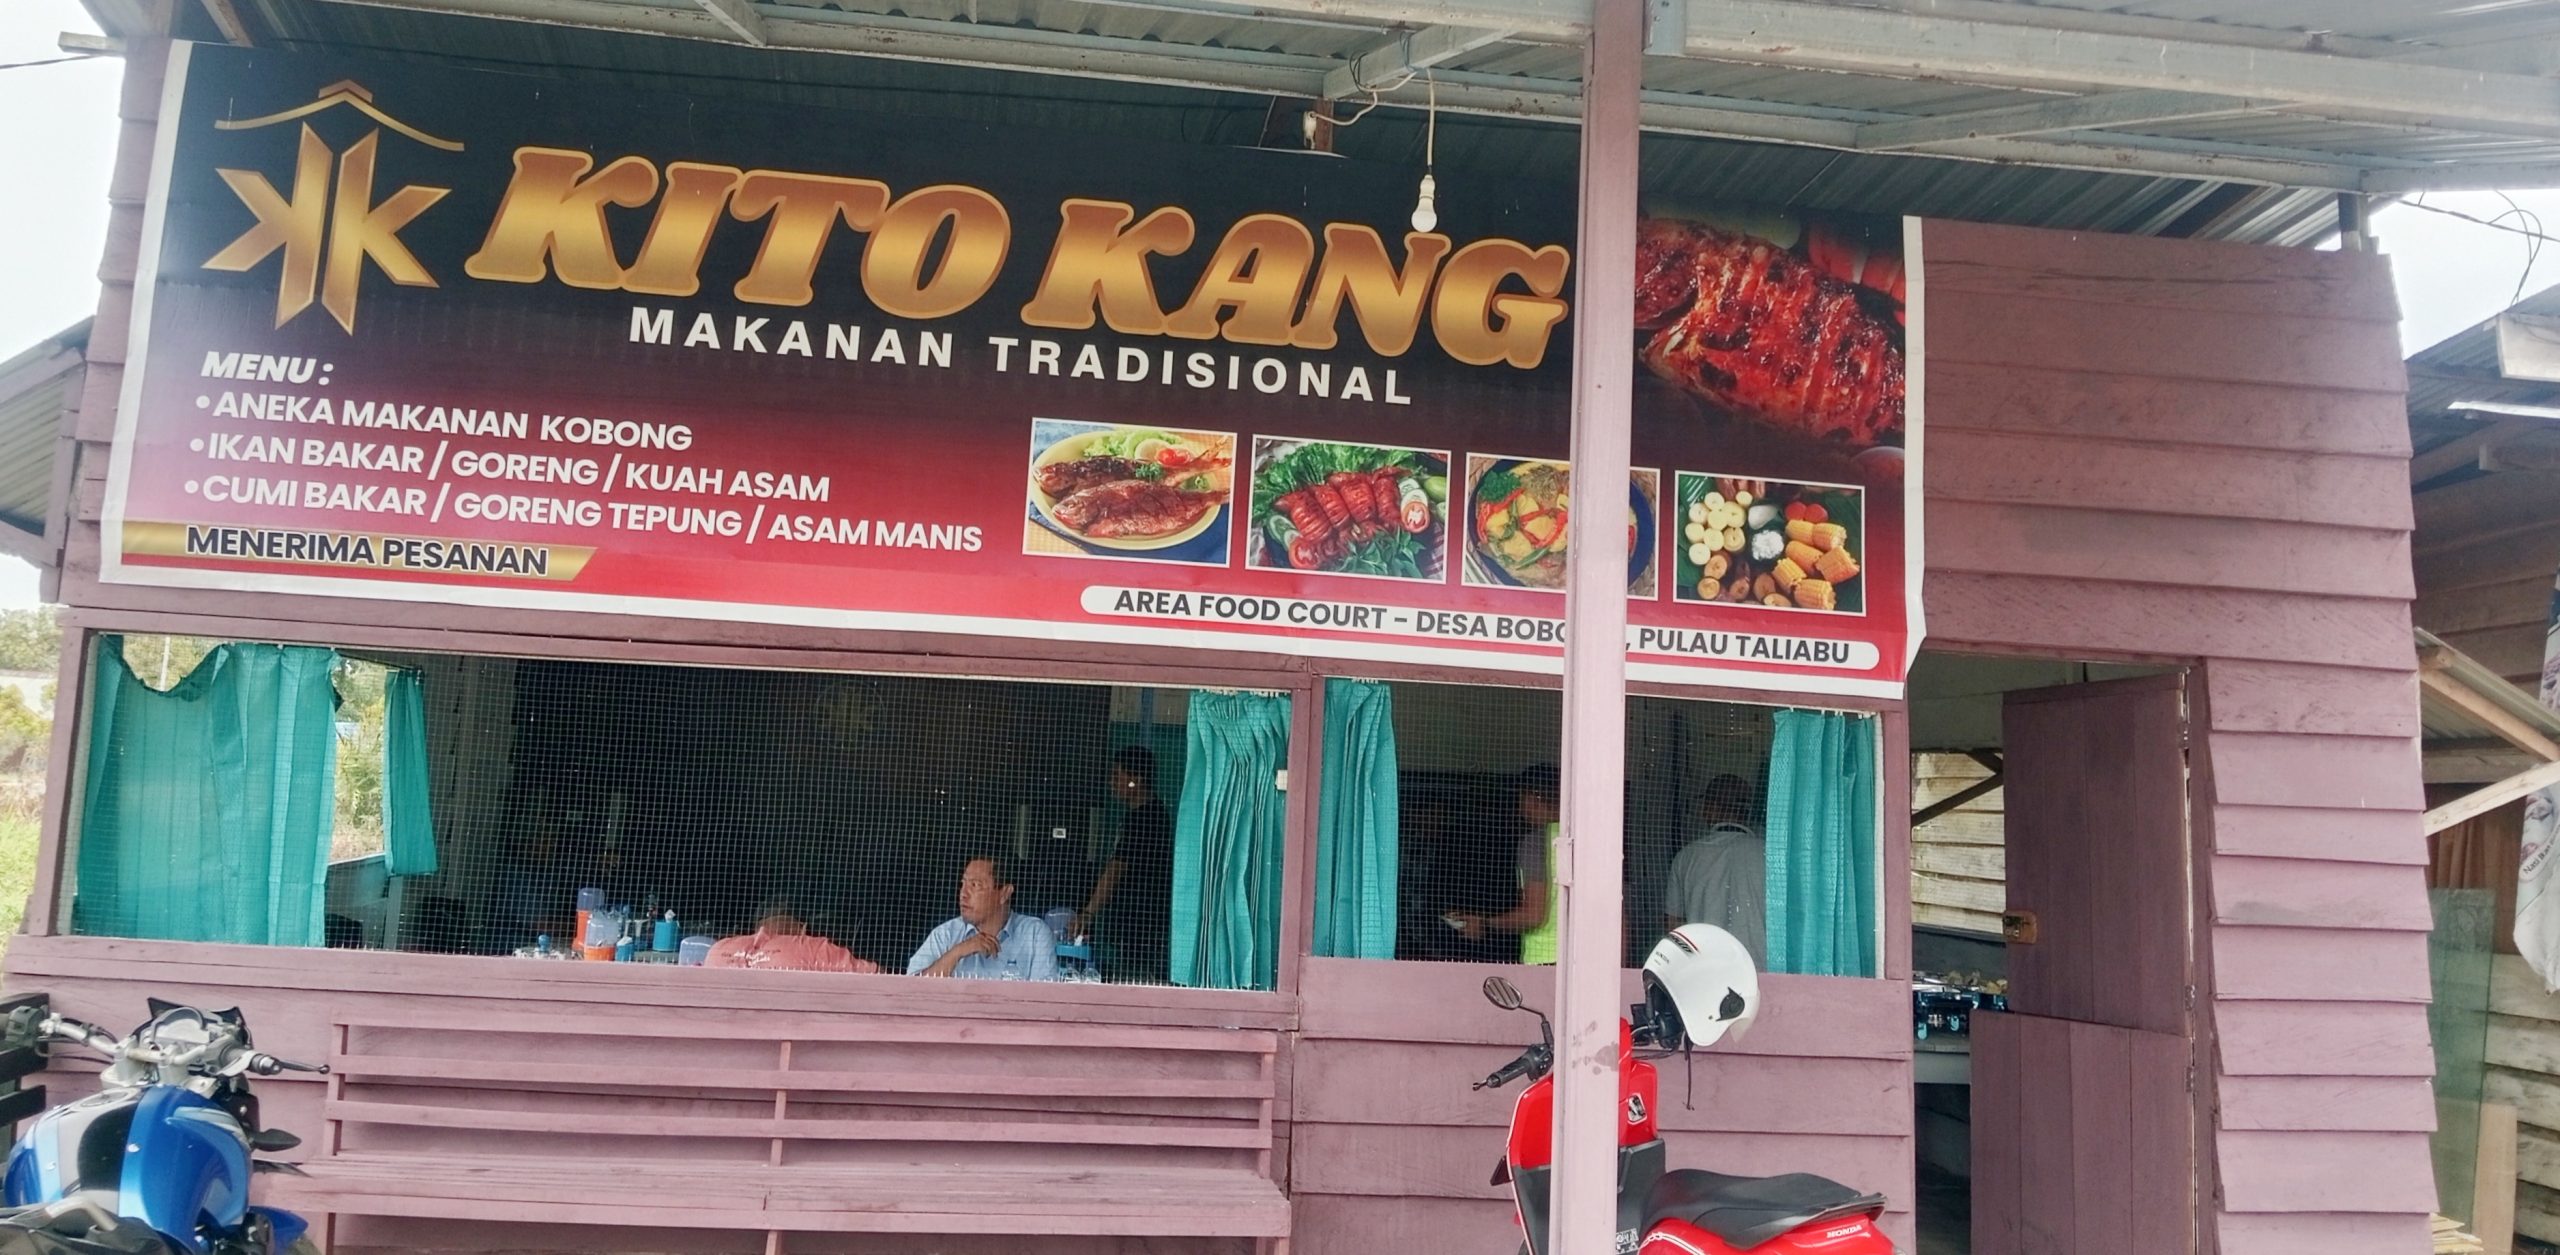 KITO KANG
MAKANAN TRADISIONAL
MENU :
• ANEKA MAKANAN KOBONG
• IKAN BAKAR / GORENG / KUAH ASAM
• CUMI BAKAR / GORENG TEPUNG / ASAM MANIS
MENERIMA PESANAN
AREA FOOD COURT - DESA , PULAU TALIABU
HONDA